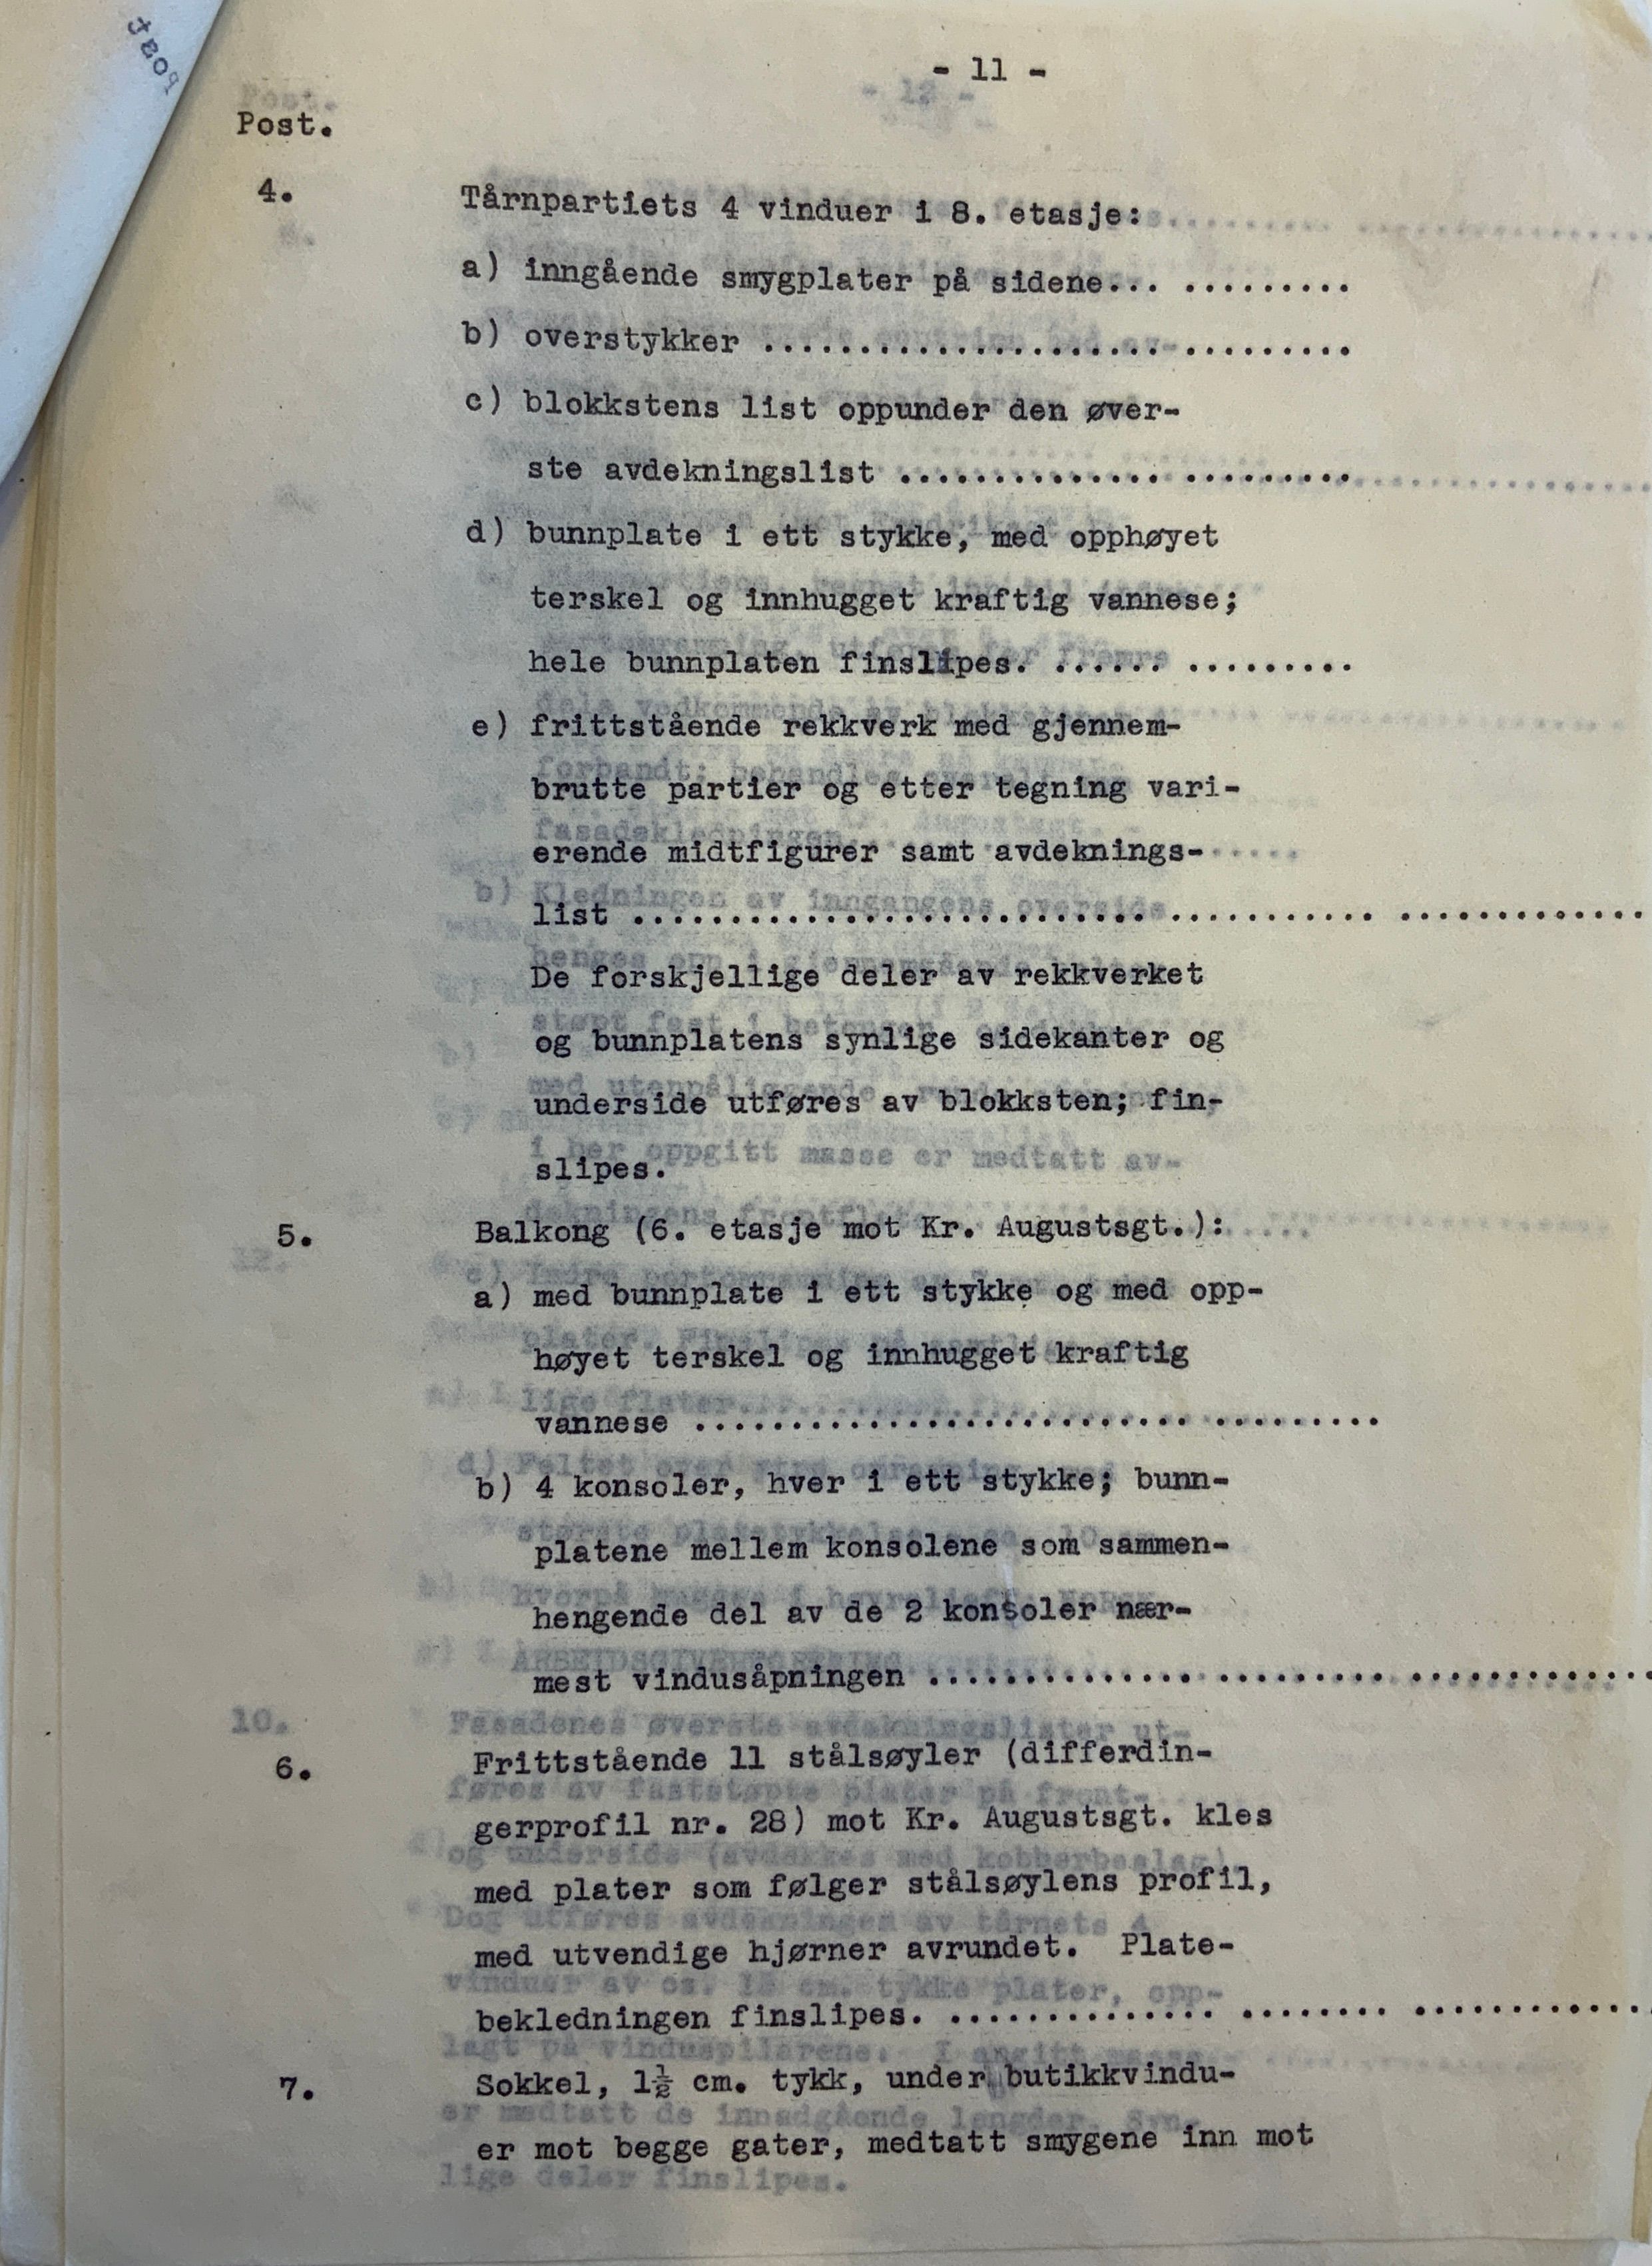 - 11 -
Post.
4. Tårnpartiets 4 vinduer i 8. etasje:
a) inngående smygplater på sidene... .........
b) overstykker ....................... .........
c) blokkstens list oppunder den øver-
ste avdekningslist .............. .........
d) bunnplate i ett stykke, med opphøyet
terskel og innhugget kraftig vannese;
hele bunnplaten finslipes. ...... .........
e) frittstående rekkverk med gjennem-
brutte partier og etter tegning vari-
erende midtfigurer samt avdeknings-
list .............................. ........... .............
De forskjellige deler av rekkverket
og bunnplatens synlige sidekanter og
underside utføres av blokksten; fin-
slipes.
5. Balkong (6. etasje mot Kr. Augustsgt.):
a) med bunnplate i ett stykke og med opp-
høyet terskel og innhugget kraftig
vannese ............................ .........
b) 4 konsoler, hver i ett stykke; bunn-
platene mellem konsolene som sammen-
hengende del av de 2 konsoler nær-
mest vindusåpningen ............... .......... .............
6. Frittstående 11 stålsøyler (differdin-
gerprofil nr. 28) mot Kr. Augustsgt. kles
med plater som følger stålsøylens profil,
med utvendige hjørner avrundet. Plate-
bekledningen finslipes. .............. ........ .............
7. Sokkel, 1½ cm. tykk, under butikkvindu-
er mot begge gater, medtatt smygene inn mot